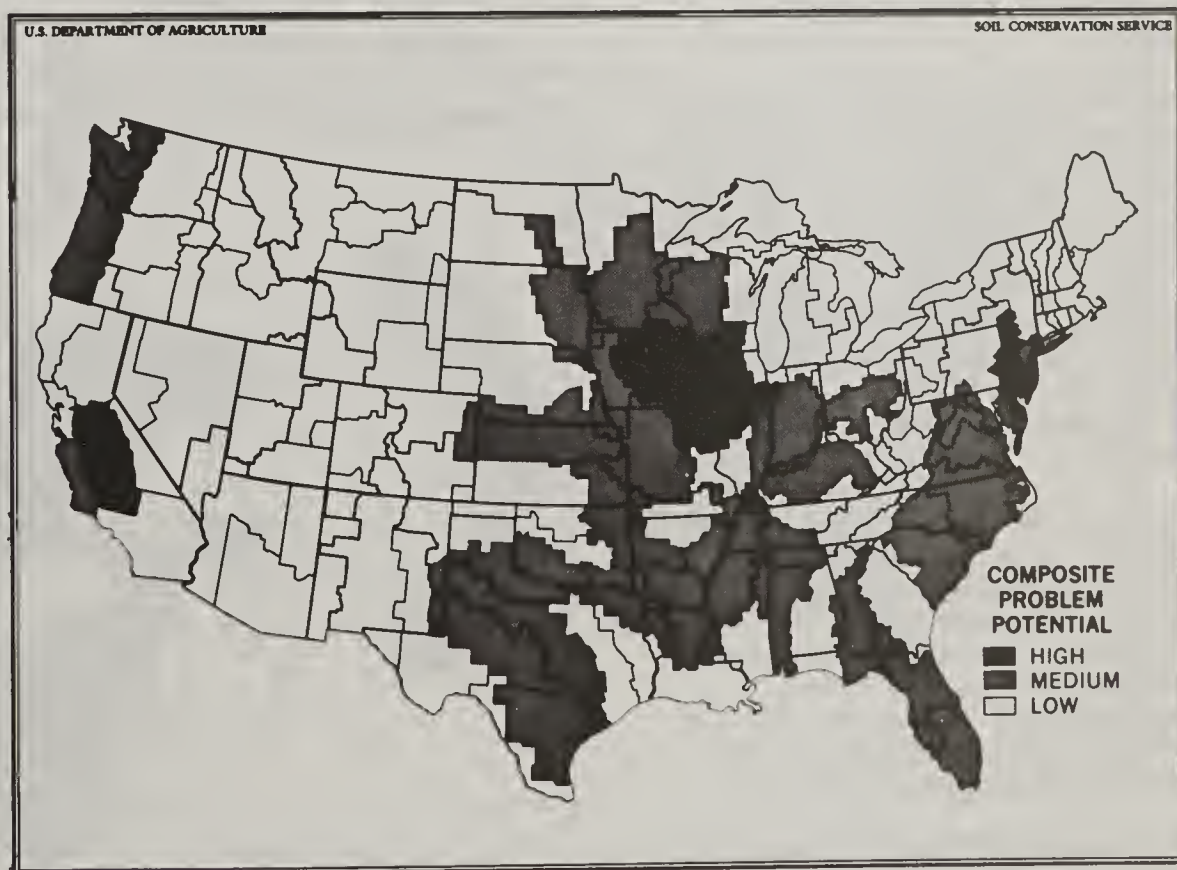 U.S. DEPARTMENT OF AGRICULTURE
SOIL CONSERVATION SERVICE
COMPOSITE
PROBLEM
POTENTIAL
HIGH
MEDIUM
LOW